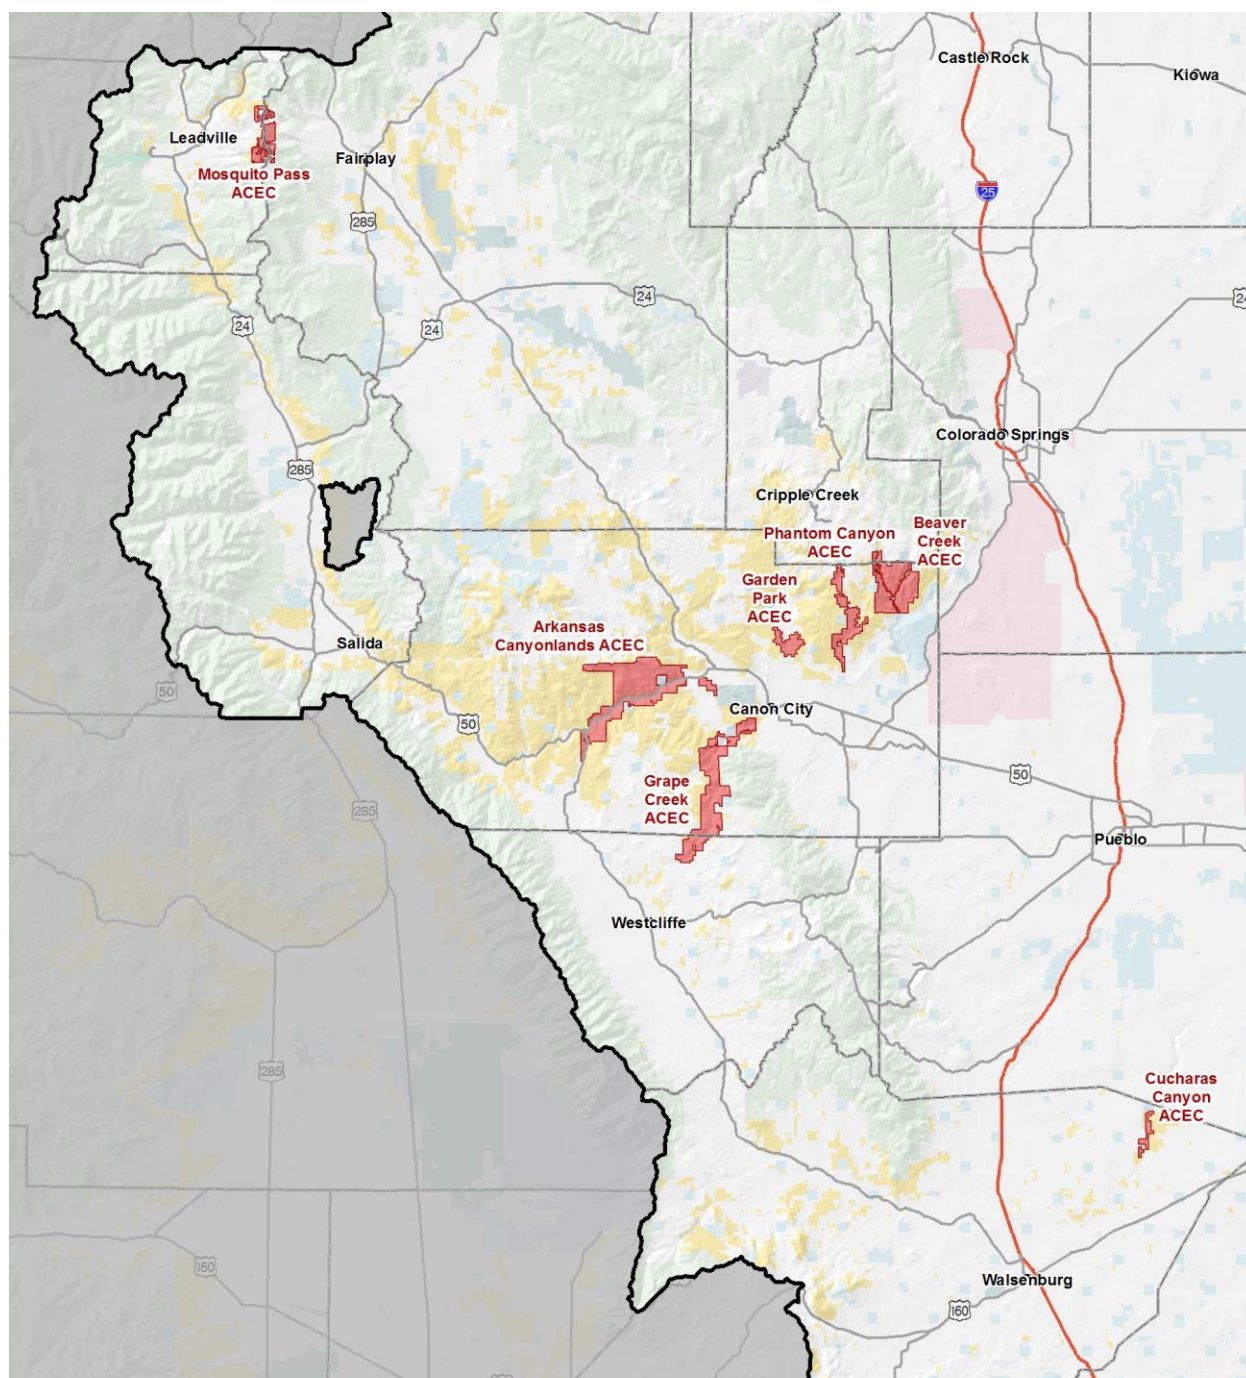 Castle Rock
Kiowa
25
Leadville
Mosquito Pass
ACEC
Fairplay
285
24
24
24
24
Colorado Springs
285
Cripple Creek
Phantom Canyon
ACEC
Beaver
Creek
ACEC
Garden
Park
ACEC
Arkansas
Canyonlands ACEC
Salida
50
50
Canon City
50
Grape
Creek
ACEC
285
Pueblo
Westcliffe
285
Cucharas
Canyon
ACEC
160
Walsenburg
160